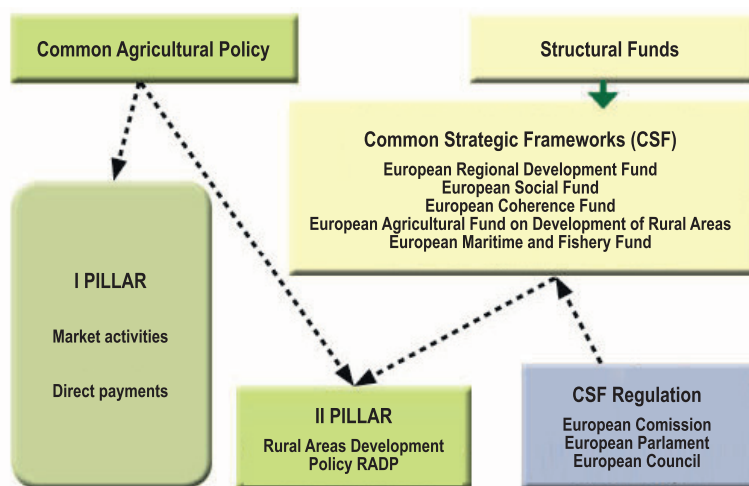 Common Agricultural Policy
Structural Funds
Common Strategic Frameworks (CSF)
European Regional Development Fund
European Social Fund
European Coherence Fund
European Agricultural Fund on Development of Rural Areas
European Maritime and Fishery Fund
I PILLAR
Market activities
Direct payments
II PILLAR
Rural Areas Development
Policy RADP
CSF Regulation
European Comission
European Parlament
European Council